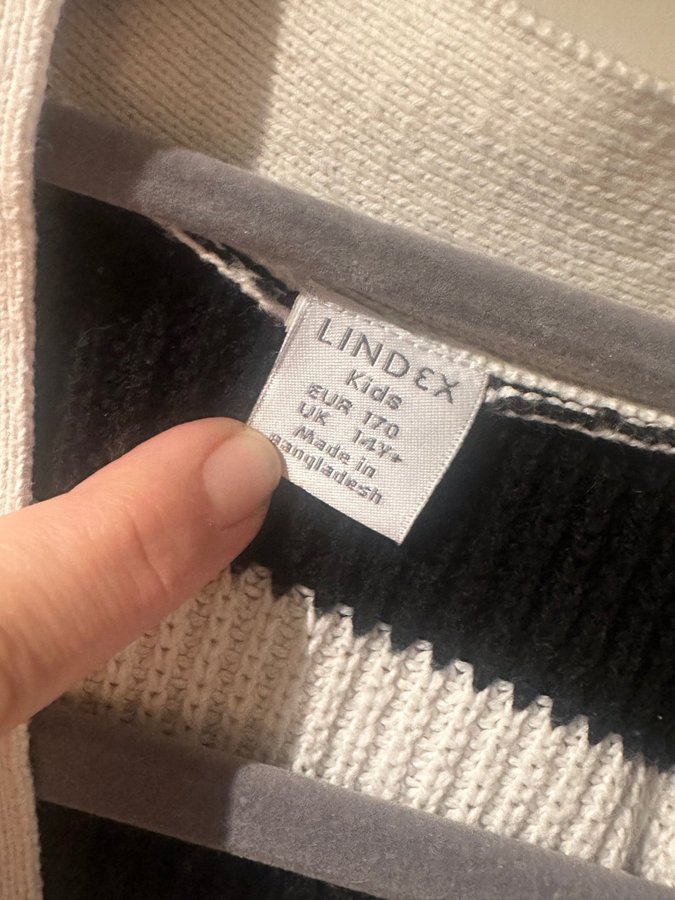 LINDEX
Kids
EUR 170
UK 14Y+
Made in
Bangladesh